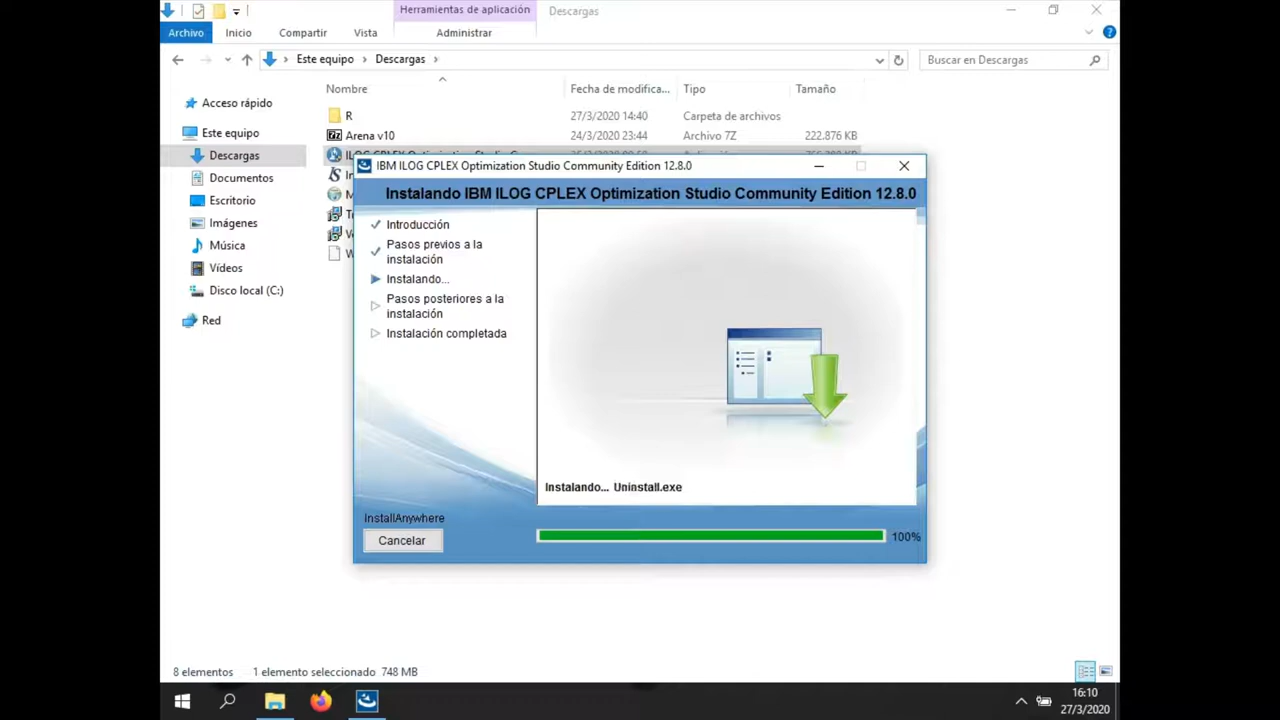 Herramientas de aplicación
Descargas
Archivo
Inicio
Compartir
Vista
Administrar
Este equipo
Descargas
Buscar en Descargas
Nombre
Fecha de modifica...
Tipo
Tamaño
Acceso rápido
Este equipo
Descargas
Documentos
Escritorio
Imágenes
Música
Vídeos
Disco local (C:)
Red
R
27/3/2020 14:40
Carpeta de archivos
Arena v10
24/3/2020 23:44
Archivo 7Z
222.876 KB
IBM ILOG CPLEX Optimization Studio Community Edition 12.8.0
Instalando IBM ILOG CPLEX Optimization Studio Community Edition 12.8.0
Introducción
Pasos previos a la
instalación
Instalando...
Pasos posteriores a la
instalación
Instalación completada
Instalando... Uninstall.exe
InstallAnywhere
Cancelar
100%
8 elementos
1 elemento seleccionado 748 MB
16:10
27/3/2020